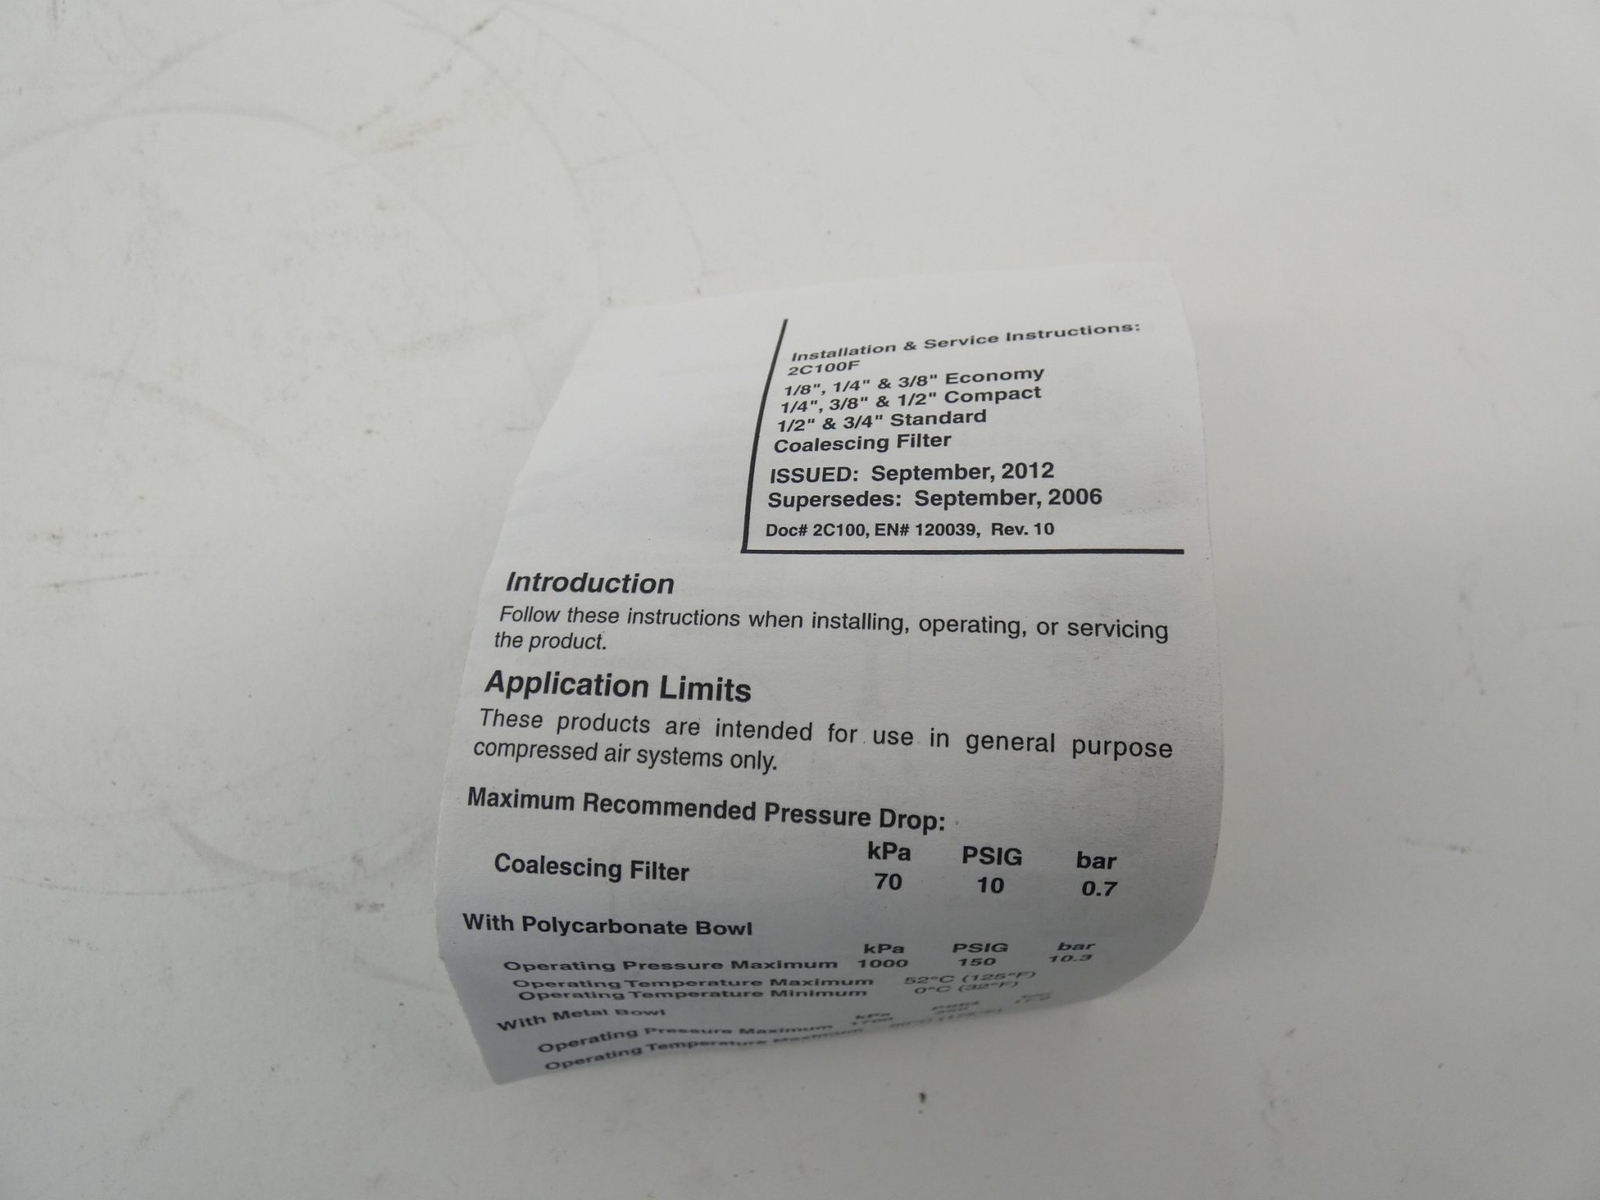 Installation & Service Instructions:
2C100F
1/8", 1/4" & 3/8" Economy
1/4", 3/8" & 1/2" Compact
1/2" & 3/4" Standard
Coalescing Filter
ISSUED: September, 2012
Supersedes: September, 2006
Doc# 2C100, EN# 120039, Rev. 10
Introduction
Follow these instructions when installing, operating, or servicing
the product.
Application Limits
These products are intended for use in general purpose
compressed air systems only.
Maximum Recommended Pressure Drop:
kPa PSIG bar
Coalescing Filter 70 10 0.7
With Polycarbonate Bowl
kPa PSIG bar
Operating Pressure Maximum 1000 150 10.3
Operating Temperature Maximum 52°C (125°F)
Operating Temperature Minimum 0°C (32°F)
With Metal Bowl
kPa
Operating Pressure Maximum
Operating Temperature Maximum